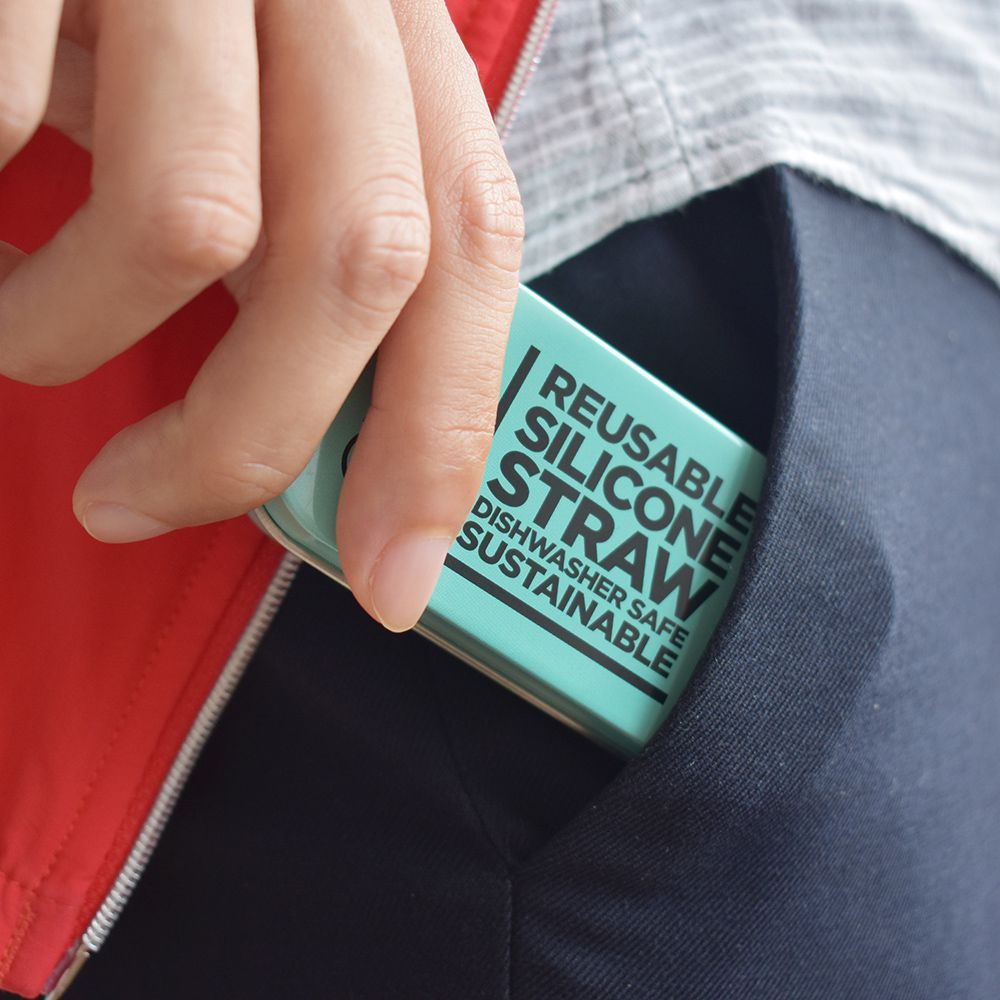 REUSABLE
SILICONE
STRAW
DISHWASHER SAFE
SUSTAINABLE